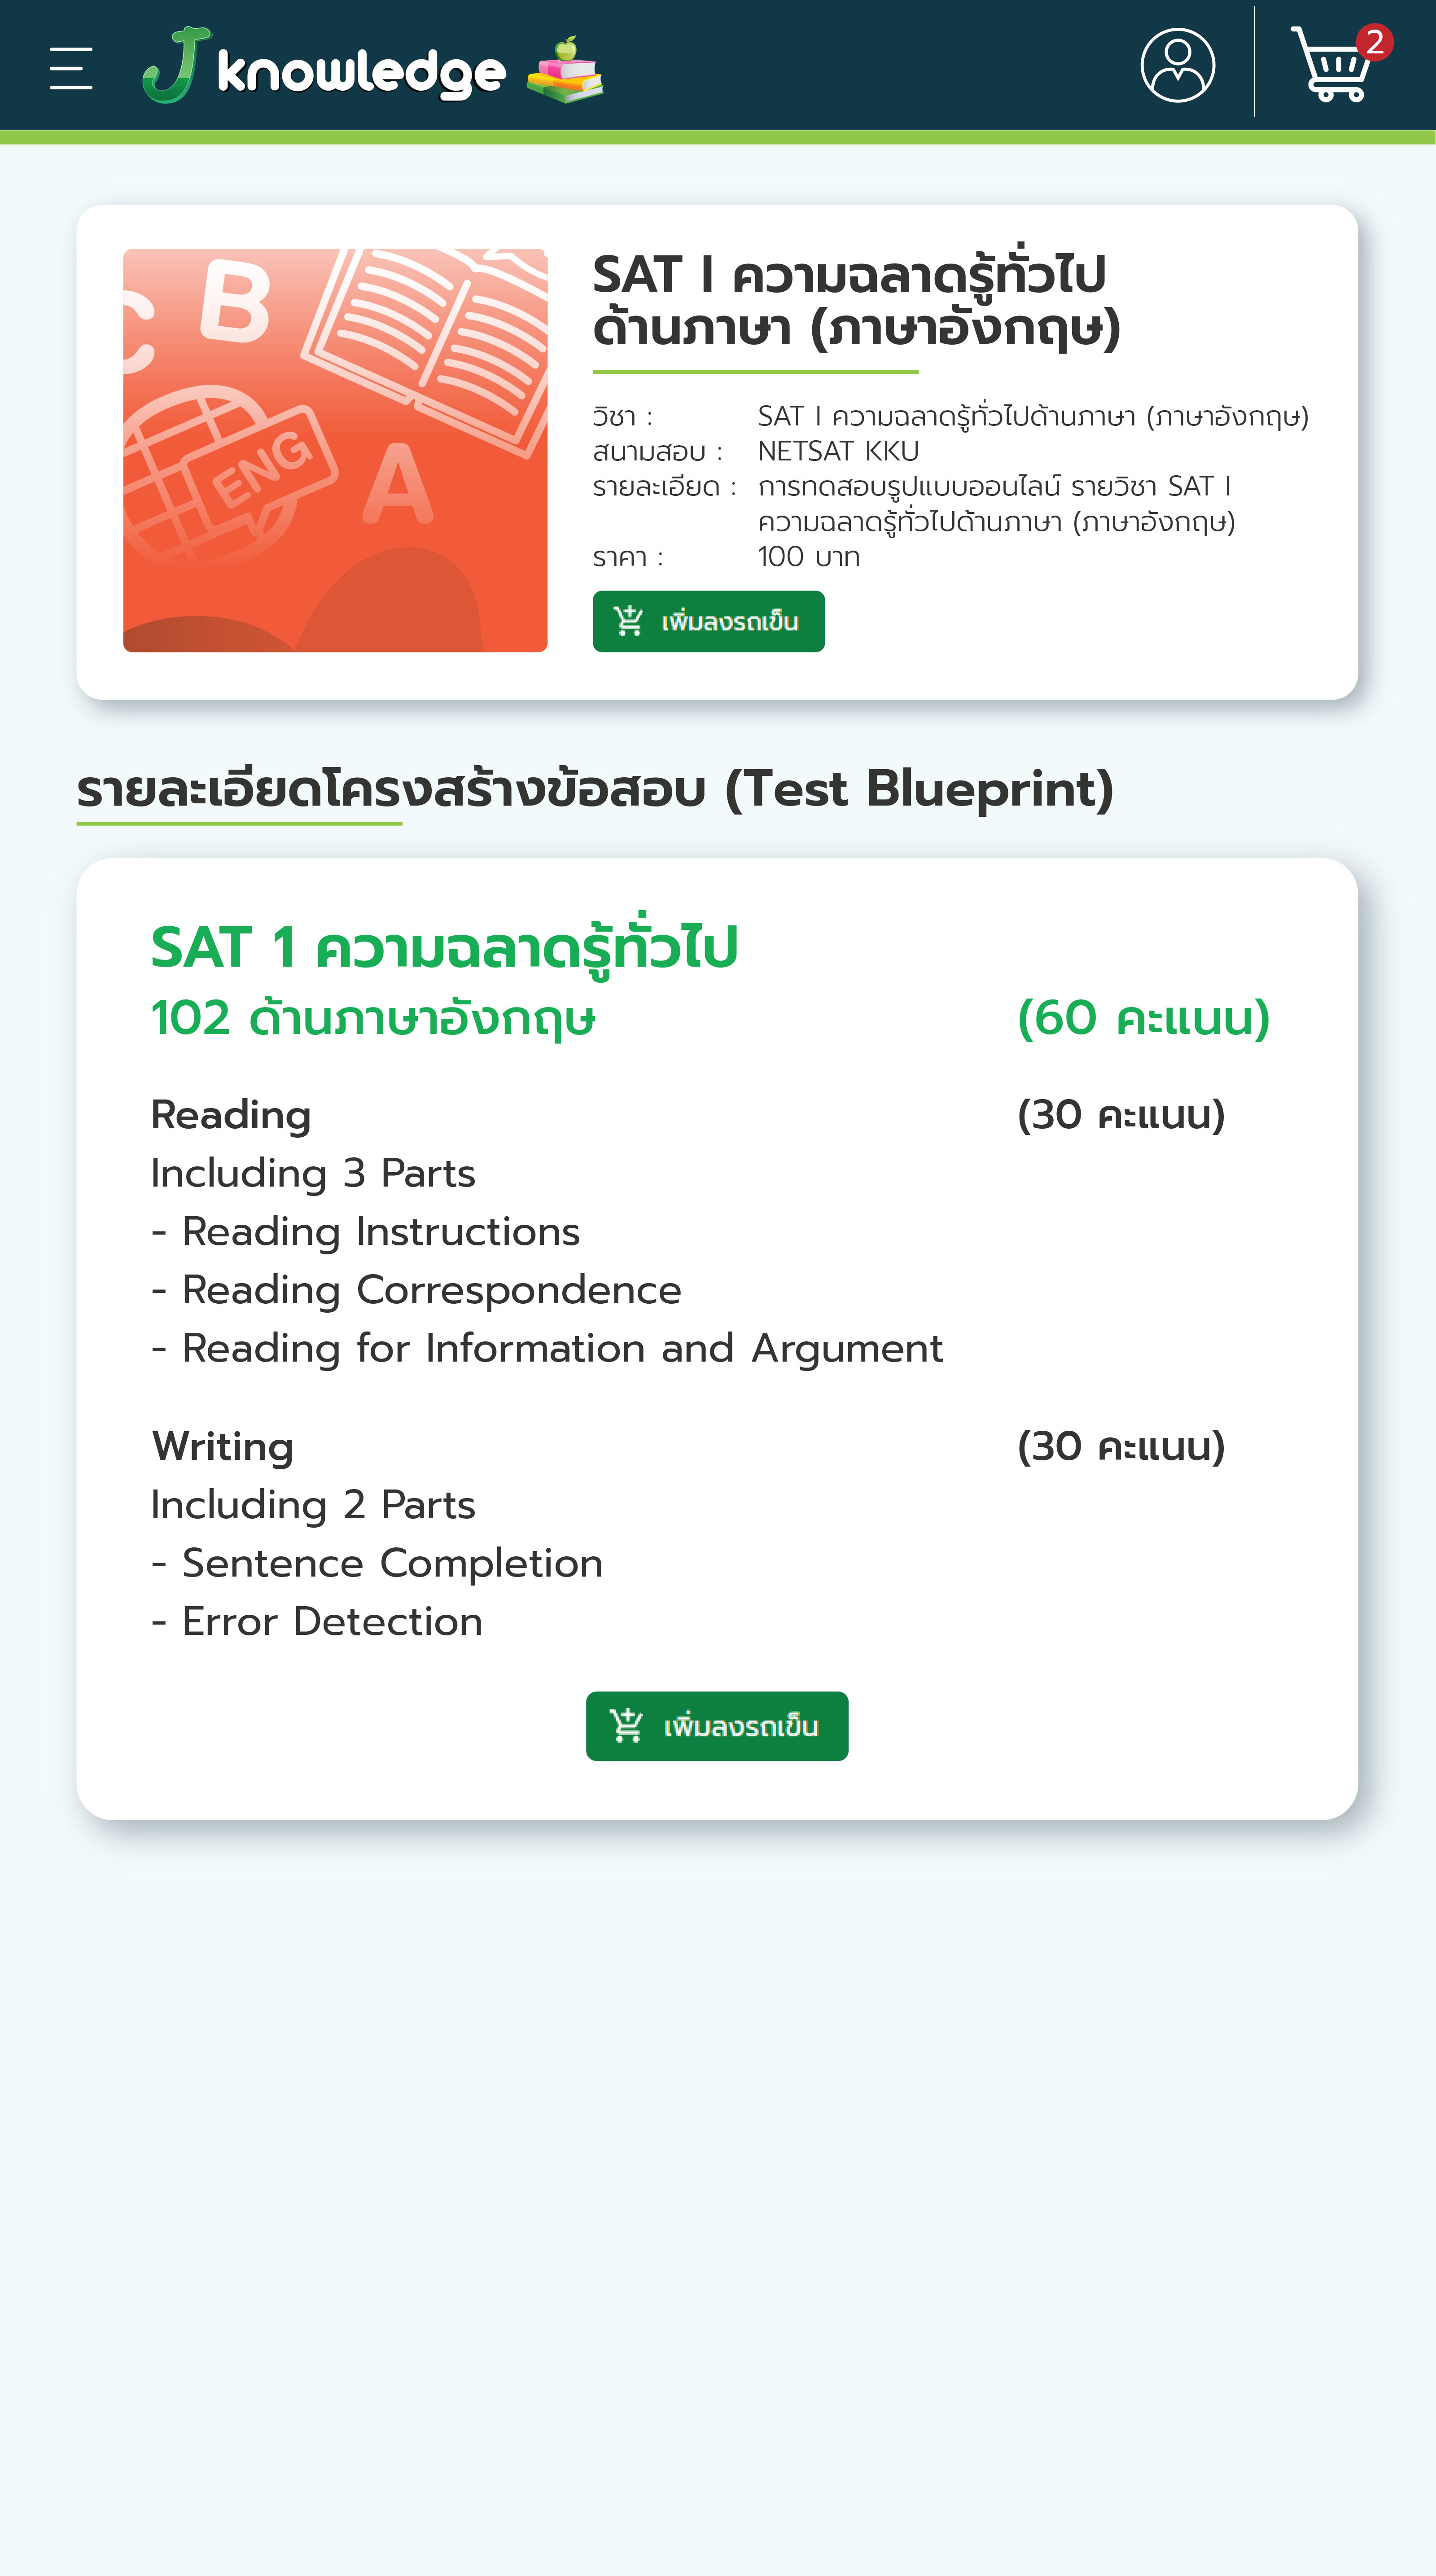 J knowledge
2
C B
ENG
A
SAT I ความฉลาดรู้ทั่วไป
ด้านภาษา (ภาษาอังกฤษ)
วิชา : SAT I ความฉลาดรู้ทั่วไปด้านภาษา (ภาษาอังกฤษ)
สนามสอบ : NETSAT KKU
รายละเอียด : การทดสอบรูปแบบออนไลน์ รายวิชา SAT I
ความฉลาดรู้ทั่วไปด้านภาษา (ภาษาอังกฤษ)
ราคา : 100 บาท
เพิ่มลงรถเข็น
รายละเอียดโครงสร้างข้อสอบ (Test Blueprint)
SAT 1 ความฉลาดรู้ทั่วไป
102 ด้านภาษาอังกฤษ (60 คะแนน)
Reading (30 คะแนน)
Including 3 Parts
- Reading Instructions
- Reading Correspondence
- Reading for Information and Argument
Writing (30 คะแนน)
Including 2 Parts
- Sentence Completion
- Error Detection
เพิ่มลงรถเข็น